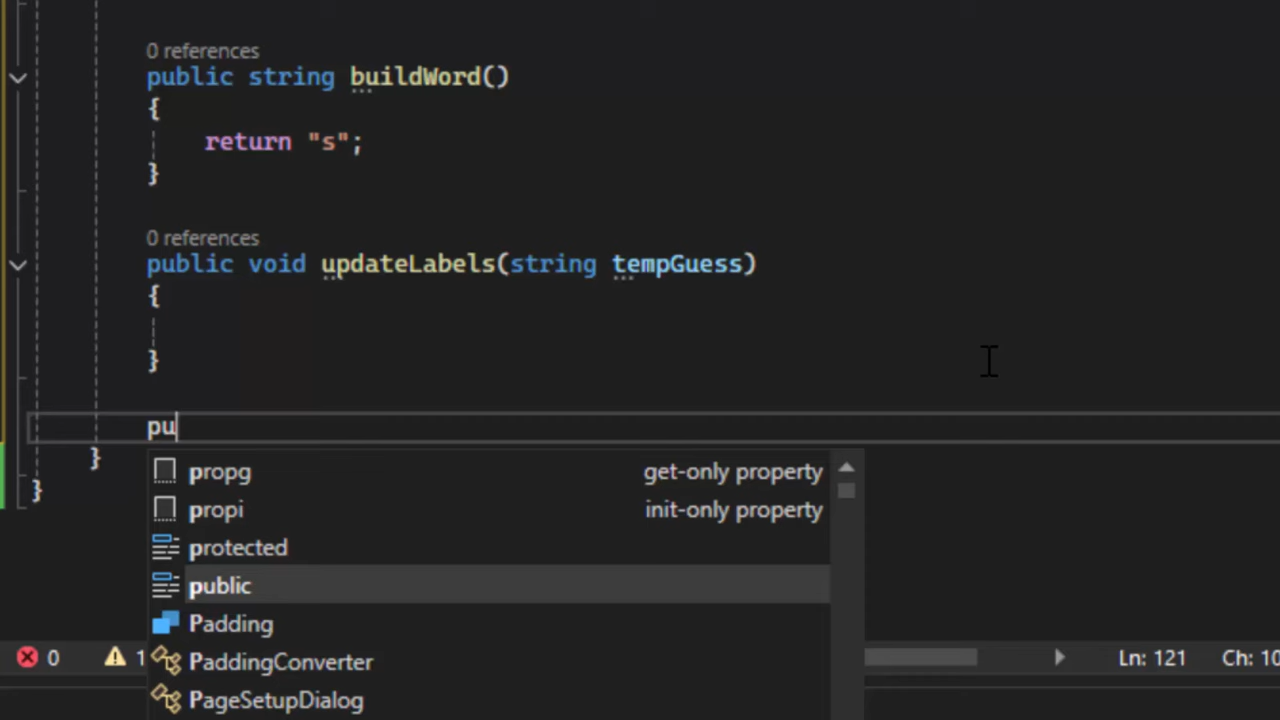 0 references
public string buildWord()
{
return "s";
}
0 references
public void updateLabels(string tempGuess)
{
}
pu
}
}
propg get-only property
propi init-only property
protected
public
Padding
PaddingConverter
PageSetupDialog
0 1 Ln: 121 Ch: 10